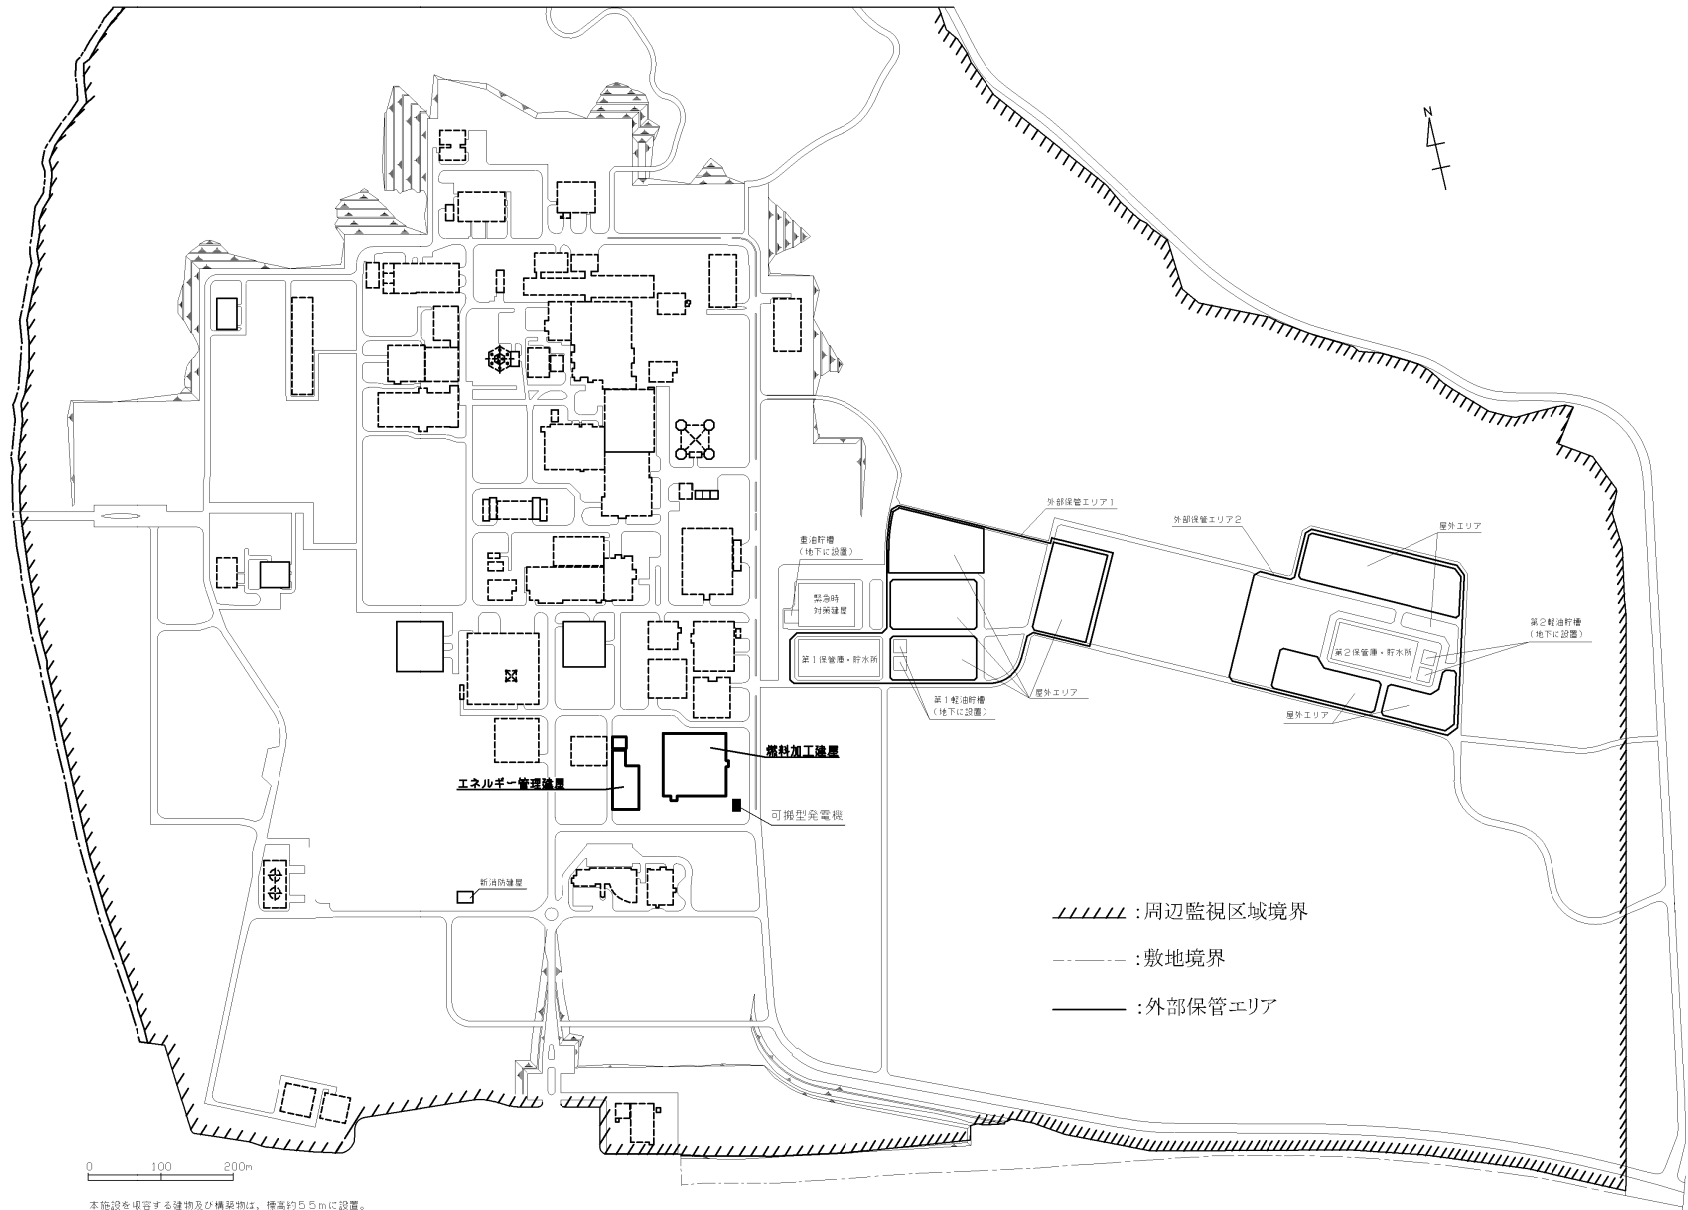 N
外部保管エリア1
外部保管エリア2
屋外エリア
重油貯槽
(地下に設置)
緊急時
対策建屋
第1保管庫・貯水所
第2軽油貯槽
(地下に設置)
第2保管庫・貯水所
屋外エリア
第1軽油貯槽
(地下に設置)
屋外エリア
燃料加工建屋
エネルギー管理建屋
可搬型発電機
新消防建屋
:周辺監視区域境界
:敷地境界
:外部保管エリア
0 100 200m
本施設を収容する建物及び構築物は、標高約55mに設置。